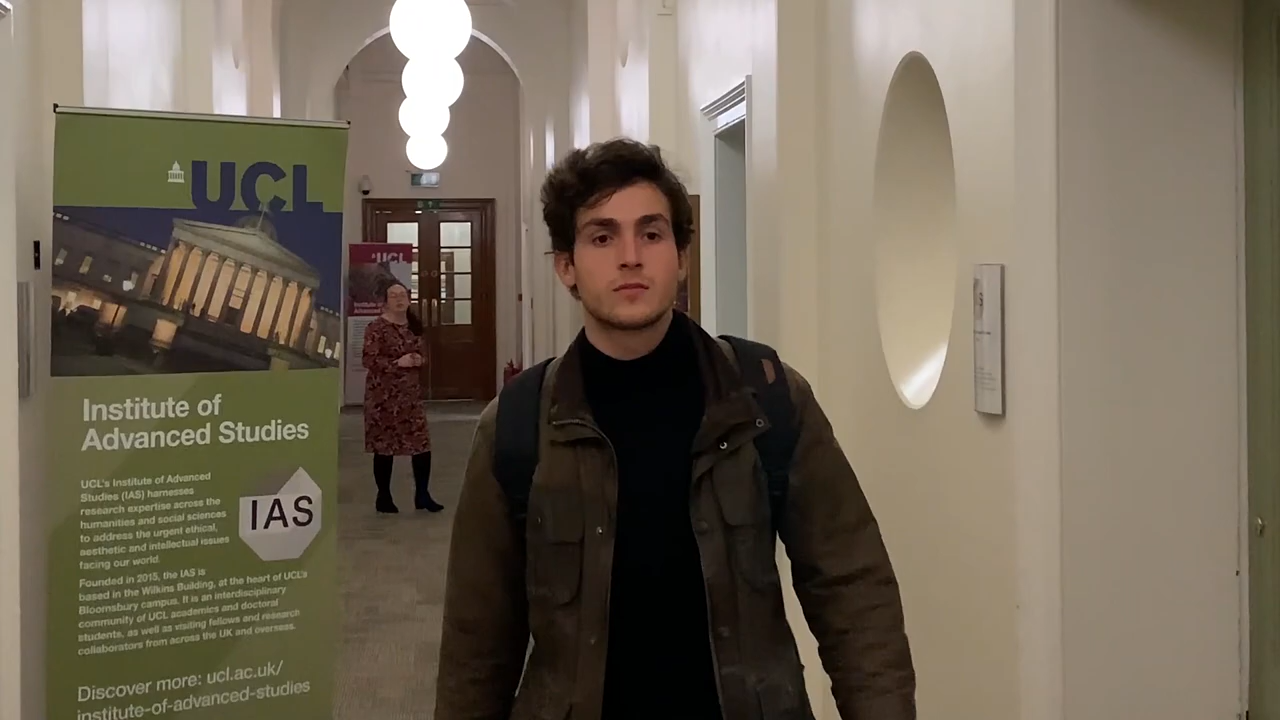 UCL
Institute of
Advanced Studies
UCL's Institute of Advanced
Studies (IAS) harnesses
research expertise across the
humanities and social sciences
to address the urgent ethical,
aesthetic and intellectual issues
facing our world.
IAS
Founded in 2015, the IAS is
based in the Wilkins Building, at the heart of UCL's
Bloomsbury campus. It is an interdisciplinary
community of UCL academics and doctoral
students, as well as visiting fellows and research
collaborators from across the UK and overseas.
Discover more: ucl.ac.uk/
institute-of-advanced-studies
UCL
Institute of
Advanced